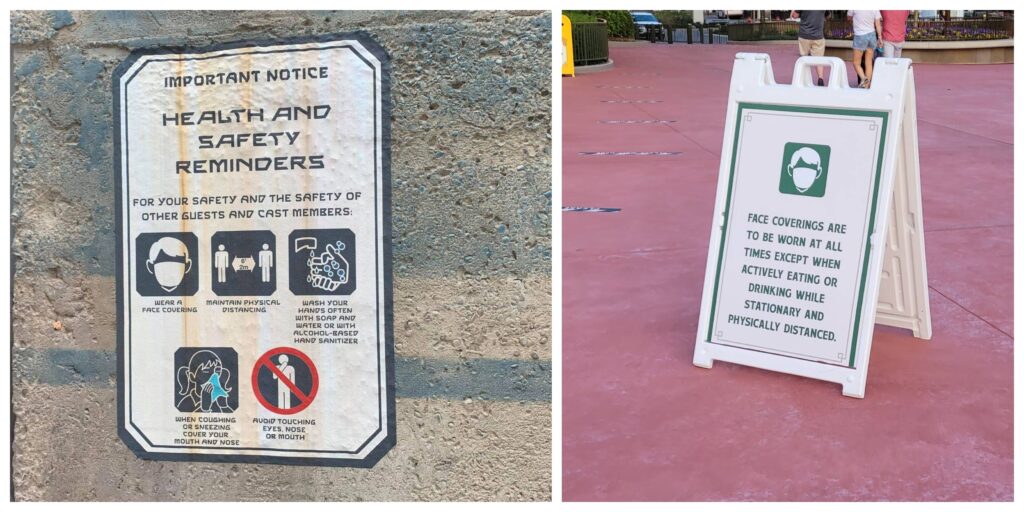 IMPORTANT NOTICE
HEALTH AND
SAFETY
REMINDERS
FOR YOUR SAFETY AND THE SAFETY OF
OTHER GUESTS AND CAST MEMBERS:
6'
2m
WEAR A
FACE COVERING
MAINTAIN PHYSICAL
DISTANCING
WASH YOUR
HANDS OFTEN
WITH SOAP AND
WATER OR WITH
ALCOHOL-BASED
HAND SANITIZER
WHEN COUGHING
OR SNEEZING
COVER YOUR
MOUTH AND NOSE
AVOID TOUCHING
EYES, NOSE
OR MOUTH
FACE COVERINGS ARE
TO BE WORN AT ALL
TIMES EXCEPT WHEN
ACTIVELY EATING OR
DRINKING WHILE
STATIONARY AND
PHYSICALLY DISTANCED.